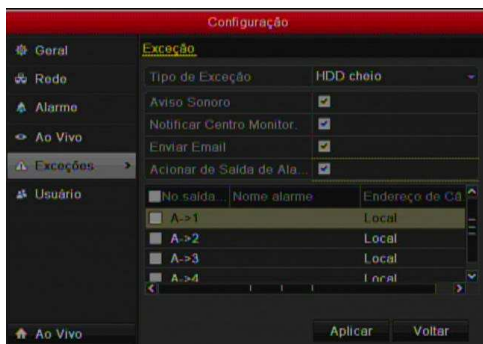 Configuração
Geral
Rede
Alarme
Ao Vivo
Exceções
Usuário
Ao Vivo
Exceção
Tipo de Exceção HDD cheio
Aviso Sonoro
Notificar Centro Monitor.
Enviar Email
Acionar de Saída de Ala...
No saída... Nome alarme Endereço de Câ
A->1 Local
A->2 Local
A->3 Local
A->4 Local
Aplicar Voltar